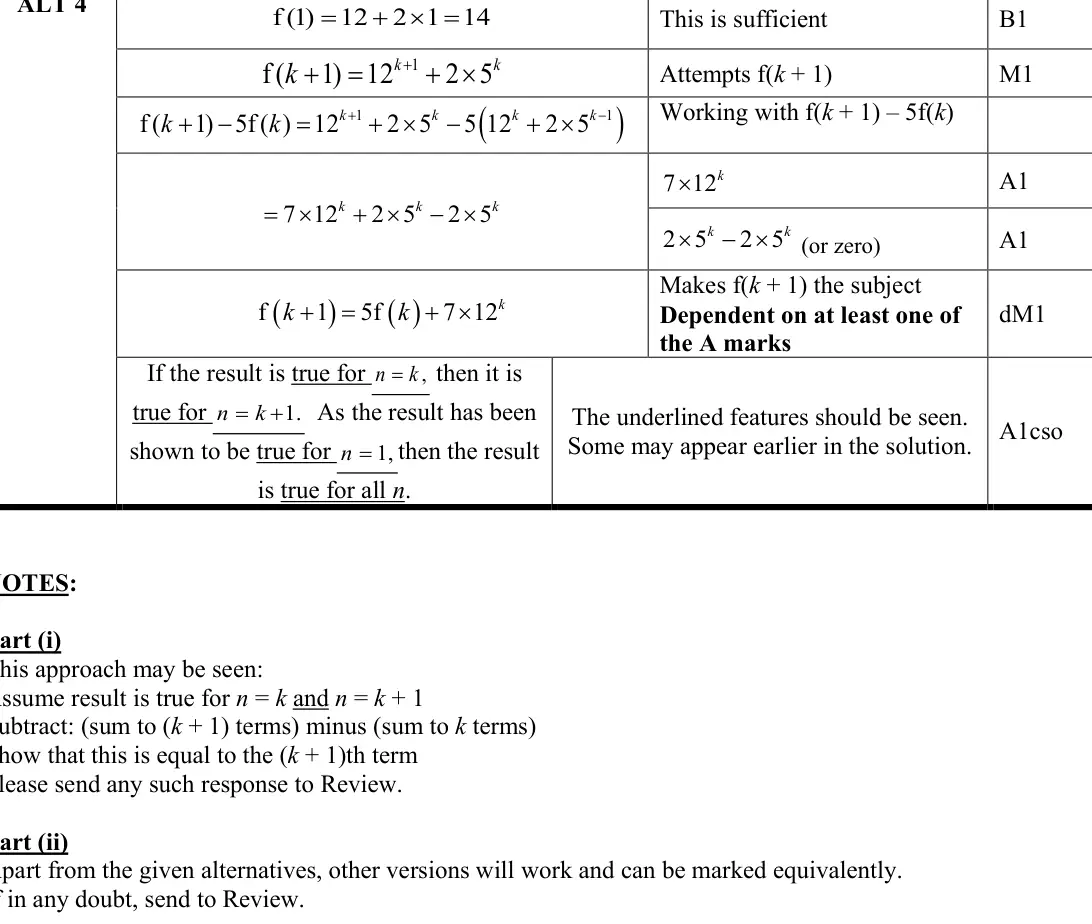 ALT 4
f(1) = 12 + 2×1 = 14 This is sufficient B1
f(k+1) = 12^{k+1} + 2×5^k Attempts f(k + 1) M1
f(k+1) − 5f(k) = 12^{k+1} + 2×5^k − 5(12^k + 2×5^{k−1}) Working with f(k + 1) – 5f(k)
= 7×12^k + 2×5^k − 2×5^k
7×12^k A1
2×5^k − 2×5^k (or zero) A1
f(k+1) = 5f(k) + 7×12^k
Makes f(k + 1) the subject
Dependent on at least one of
the A marks
dM1
If the result is true for n = k, then it is
true for n = k+1. As the result has been
shown to be true for n = 1, then the result
is true for all n.
The underlined features should be seen.
Some may appear earlier in the solution.
A1cso
OTES:
art (i)
his approach may be seen:
ssume result is true for n = k and n = k + 1
ubtract: (sum to (k + 1) terms) minus (sum to k terms)
how that this is equal to the (k + 1)th term
lease send any such response to Review.
art (ii)
part from the given alternatives, other versions will work and can be marked equivalently.
f in any doubt, send to Review.